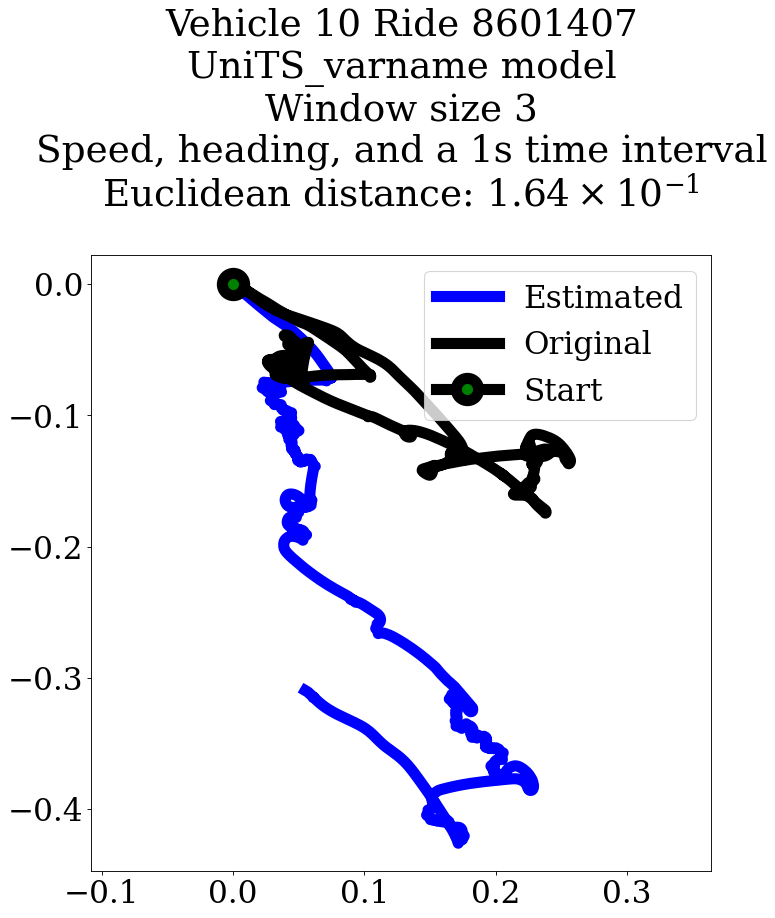 Vehicle 10 Ride 8601407
UniTS_varname model
Window size 3
Speed, heading, and a 1s time interval
Euclidean distance: 1.64 × 10⁻¹
Estimated
Original
Start
0.0
−0.1
−0.2
−0.3
−0.4
−0.1 0.0 0.1 0.2 0.3